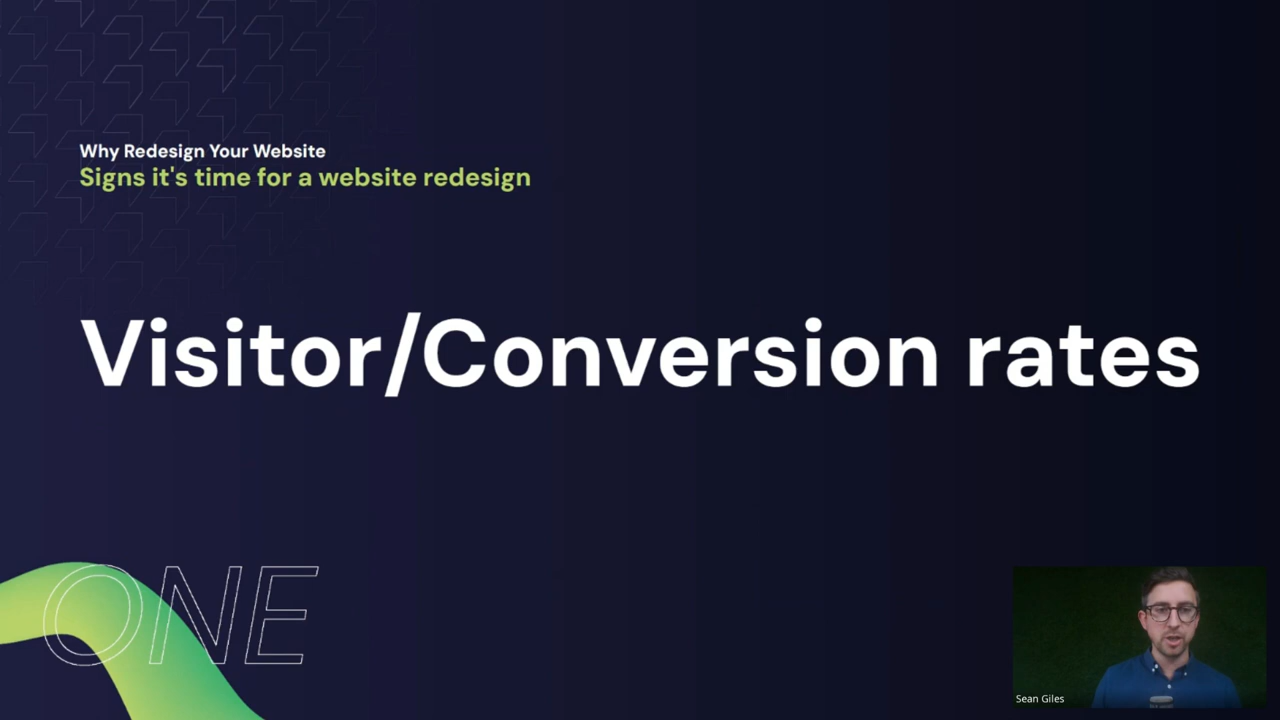 Why Redesign Your Website
Signs it's time for a website redesign
Visitor/Conversion rates
ONE
Sean Giles